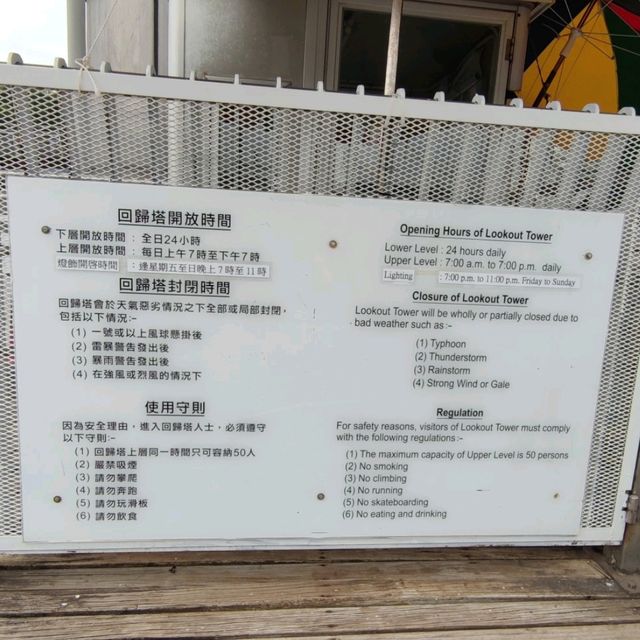 回歸塔開放時間
下層開放時間 : 全日24小時
上層開放時間 : 每日上午7時至下午7時
燈飾開啓時間 : 逢星期五至日晚上7時至11時
回歸塔封閉時間
回歸塔會於天氣惡劣情況之下全部或局部封閉,
包括以下情況:-
(1) 一號或以上風球懸掛後
(2) 雷暴警告發出後
(3) 暴雨警告發出後
(4) 在強風或烈風的情況下
使用守則
因為安全理由, 進入回歸塔人士, 必須遵守
以下守則:-
(1) 回歸塔上層同一時間只可容納50人
(2) 嚴禁吸煙
(3) 請勿攀爬
(4) 請勿奔跑
(5) 請勿玩滑板
(6) 請勿飲食
Opening Hours of Lookout Tower
Lower Level : 24 hours daily
Upper Level : 7:00 a.m. to 7:00 p.m. daily
Lighting : 7:00 p.m. to 11:00 p.m. Friday to Sunday
Closure of Lookout Tower
Lookout Tower will be wholly or partially closed due to
bad weather such as :-
(1) Typhoon
(2) Thunderstorm
(3) Rainstorm
(4) Strong Wind or Gale
Regulation
For safety reasons, visitors of Lookout Tower must comply
with the following regulations :-
(1) The maximum capacity of Upper Level is 50 persons
(2) No smoking
(3) No climbing
(4) No running
(5) No skateboarding
(6) No eating and drinking